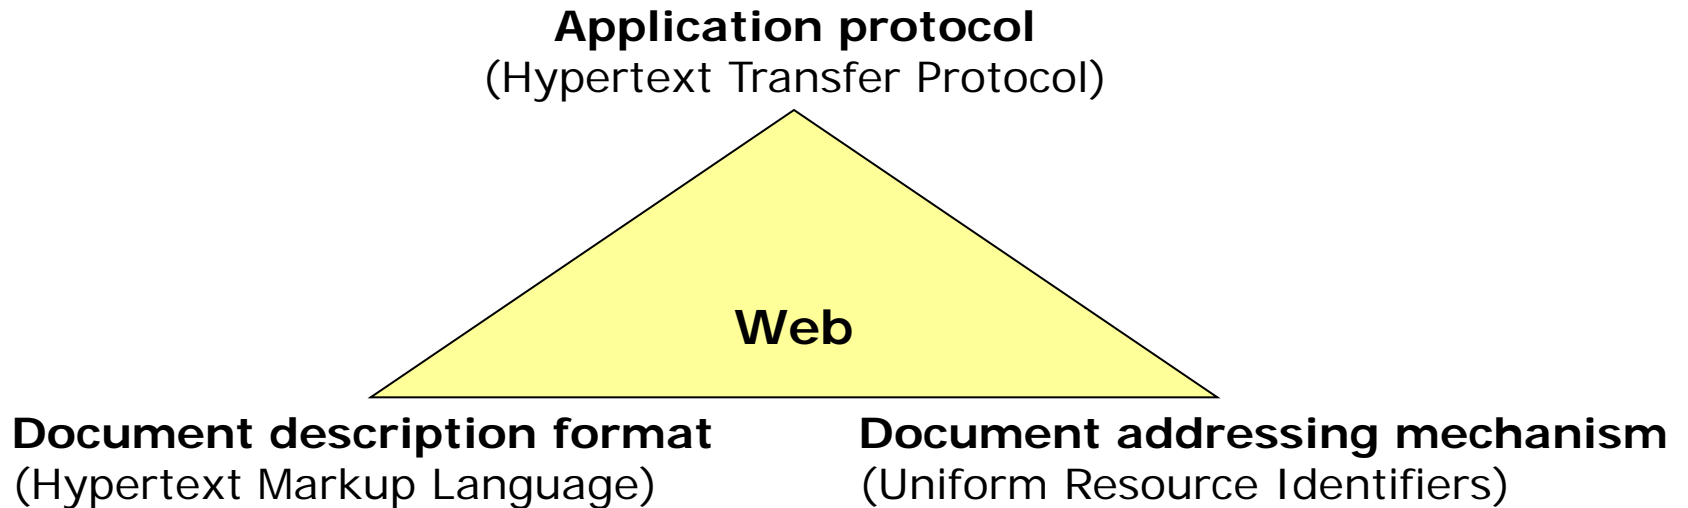 Application protocol
(Hypertext Transfer Protocol)
Web
Document description format
(Hypertext Markup Language)
Document addressing mechanism
(Uniform Resource Identifiers)